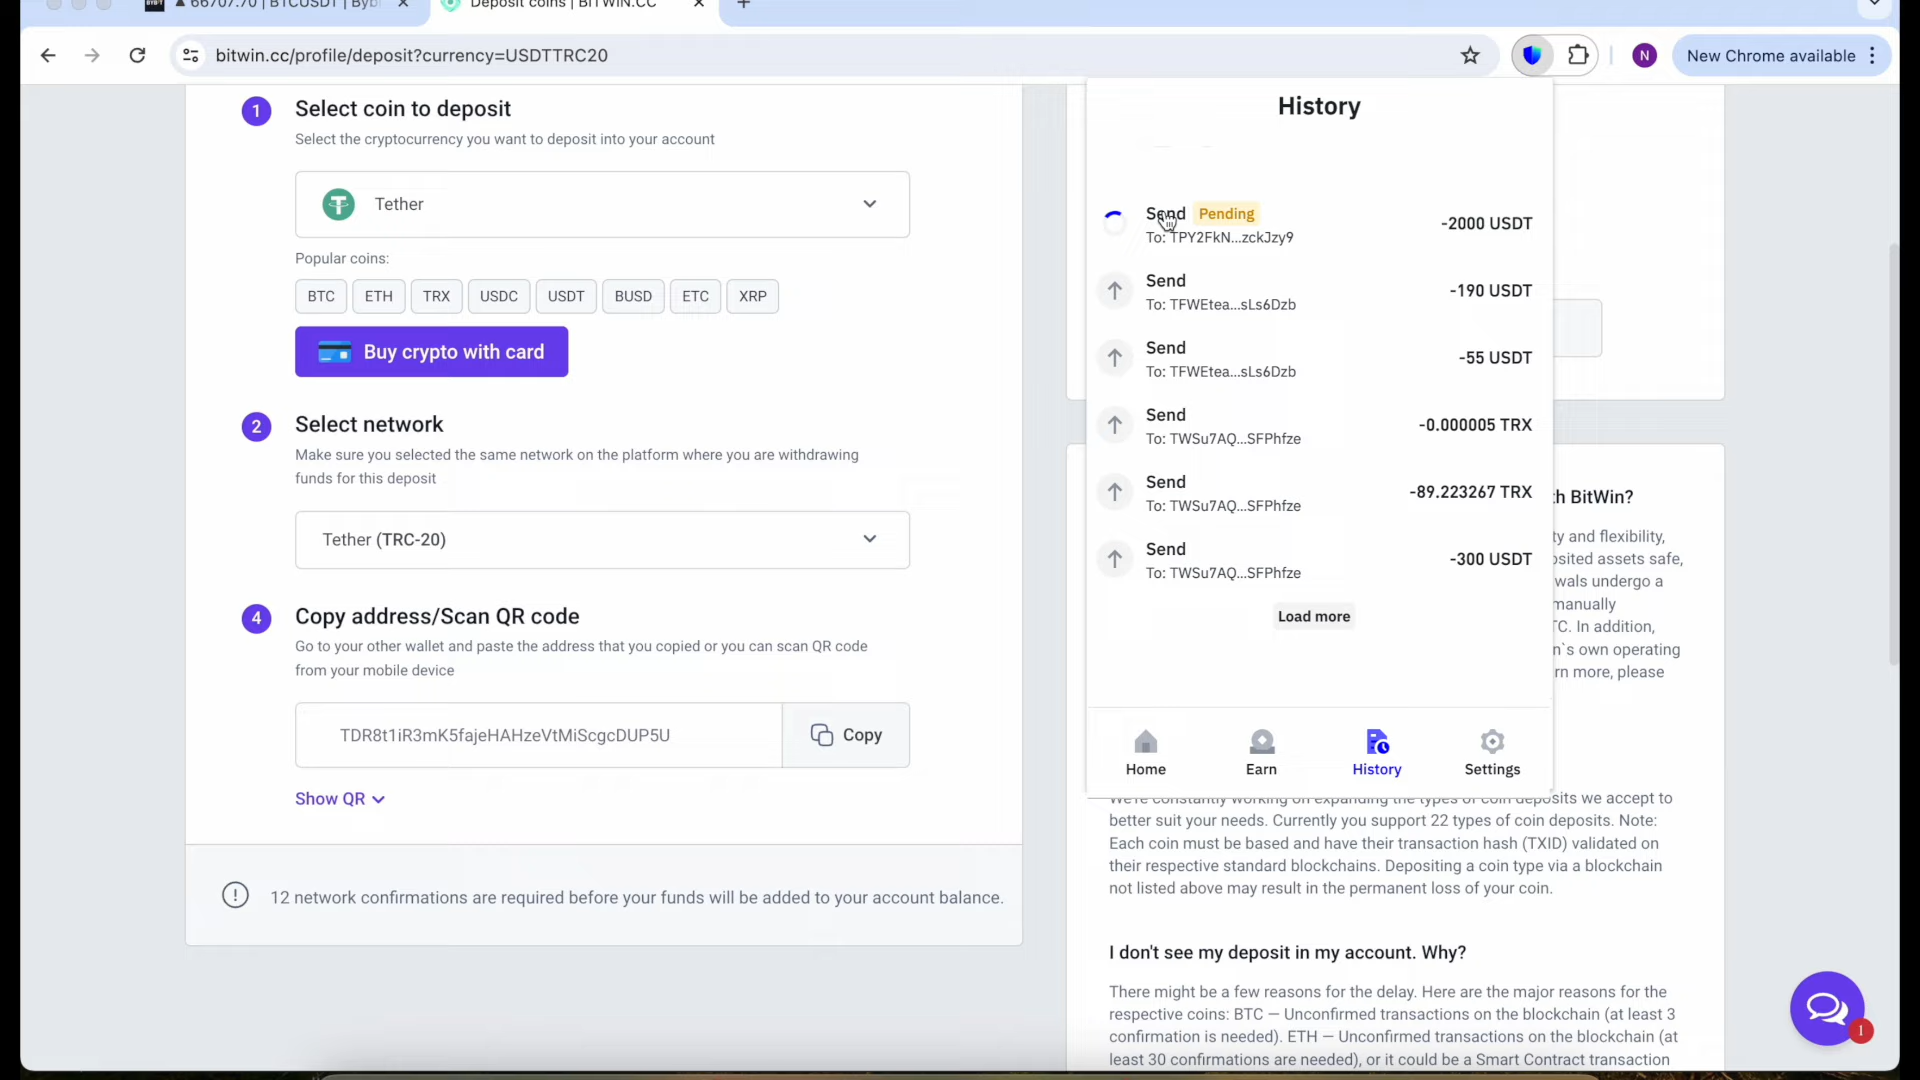 66707.70 | BTCUSDT | Byb
Deposit coins | BITWIN.CC
bitwin.cc/profile/deposit?currency=USDTTRC20
N
New Chrome available
1
Select coin to deposit
Select the cryptocurrency you want to deposit into your account
Tether
Popular coins:
BTC
ETH
TRX
USDC
USDT
BUSD
ETC
XRP
Buy crypto with card
2
Select network
Make sure you selected the same network on the platform where you are withdrawing
funds for this deposit
Tether (TRC-20)
4
Copy address/Scan QR code
Go to your other wallet and paste the address that you copied or you can scan QR code
from your mobile device
TDR8t1iR3mK5fajeHAHzeVtMiScgcDUP5U
Copy
Show QR
12 network confirmations are required before your funds will be added to your account balance.
History
Send Pending
To: TPY2FkN...zckJzy9
-2000 USDT
Send
To: TFWEtea...sLs6Dzb
-190 USDT
Send
To: TFWEtea...sLs6Dzb
-55 USDT
Send
To: TWSu7AQ...SFPhfze
-0.000005 TRX
Send
To: TWSu7AQ...SFPhfze
-89.223267 TRX
Send
To: TWSu7AQ...SFPhfze
-300 USDT
Load more
Home
Earn
History
Settings
th BitWin?
ty and flexibility,
osited assets safe,
wals undergo a
manually
TC. In addition,
n`s own operating
rn more, please
We're constantly working on expanding the types of coin deposits we accept to
better suit your needs. Currently you support 22 types of coin deposits. Note:
Each coin must be based and have their transaction hash (TXID) validated on
their respective standard blockchains. Depositing a coin type via a blockchain
not listed above may result in the permanent loss of your coin.
I don't see my deposit in my account. Why?
There might be a few reasons for the delay. Here are the major reasons for the
respective coins: BTC — Unconfirmed transactions on the blockchain (at least 3
confirmation is needed). ETH — Unconfirmed transactions on the blockchain (at
least 30 confirmations are needed), or it could be a Smart Contract transaction
1